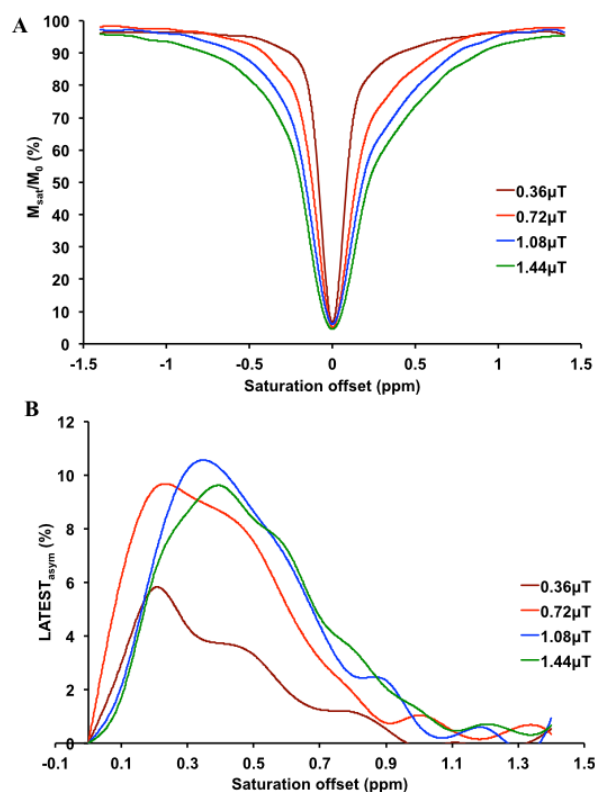 A
100
90
80
70
60
50
40
30
20
10
0
M_sat/M_0 (%)
-1.5
-1
-0.5
0
0.5
1
1.5
Saturation offset (ppm)
0.36µT
0.72µT
1.08µT
1.44µT
B
12
10
8
6
4
2
0
LATEST_asym (%)
-0.1
0.1
0.3
0.5
0.7
0.9
1.1
1.3
1.5
Saturation offset (ppm)
0.36µT
0.72µT
1.08µT
1.44µT